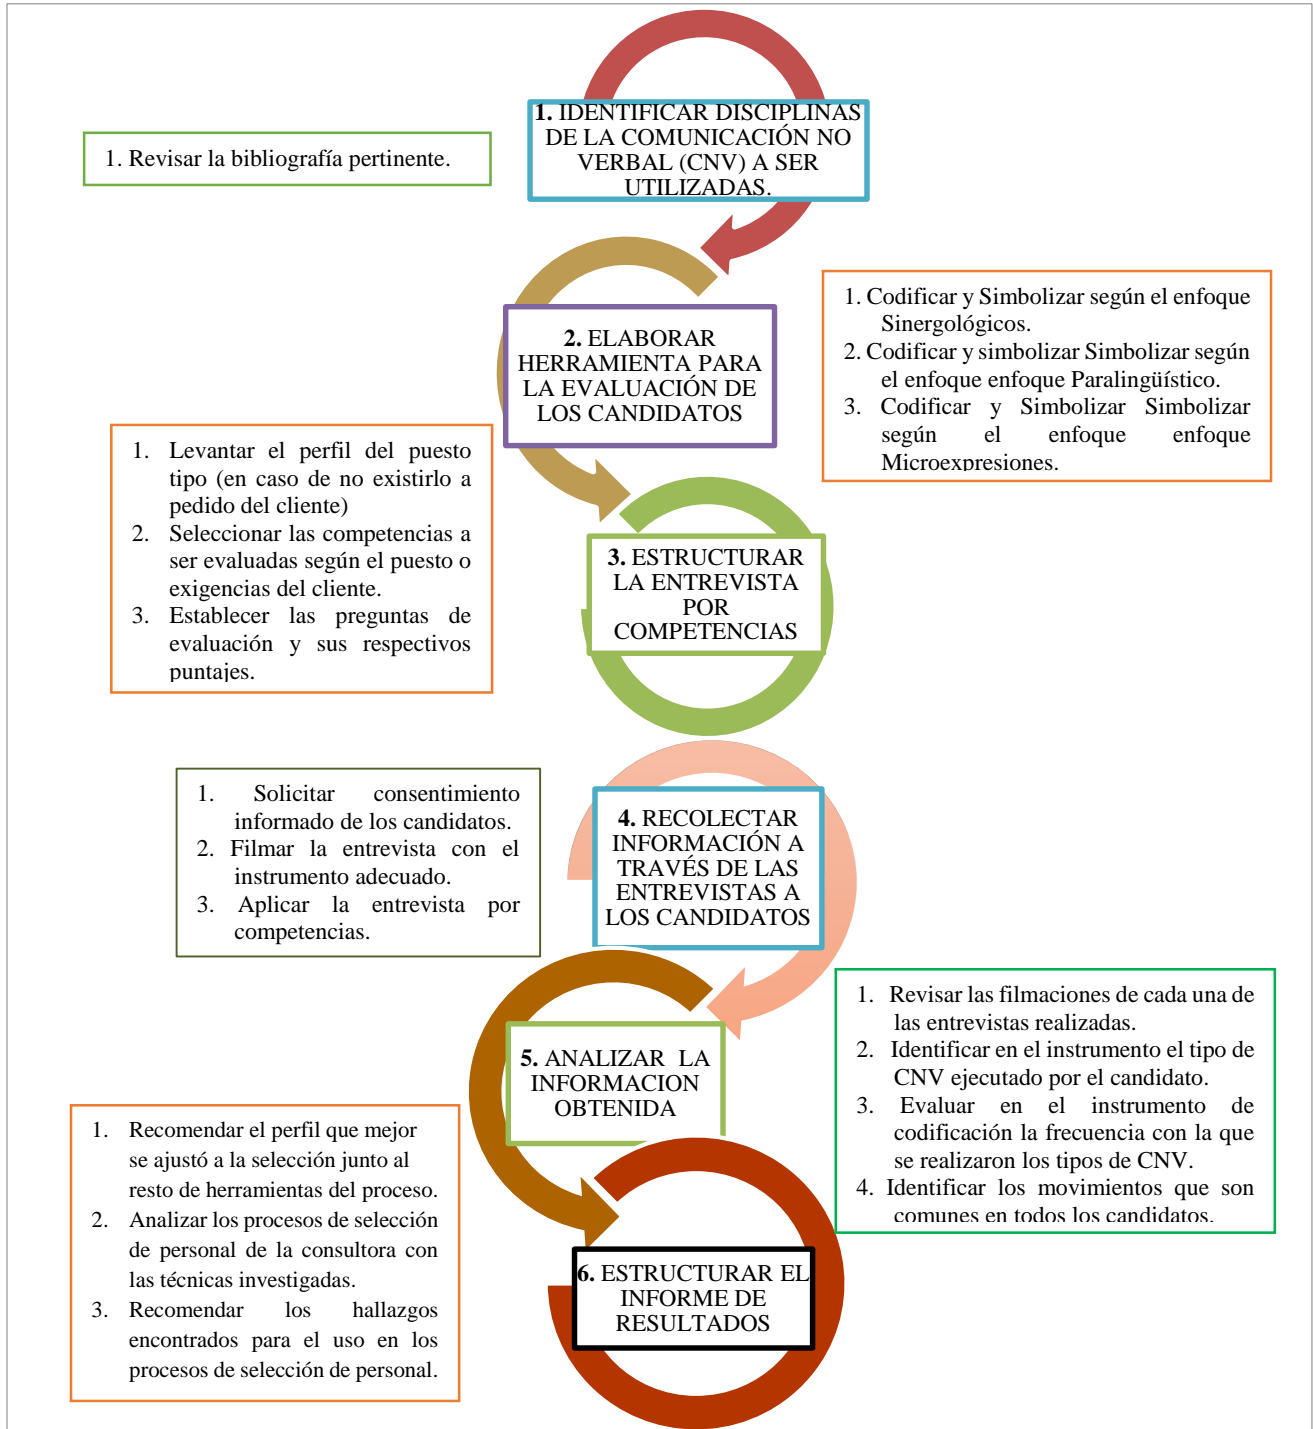 1. IDENTIFICAR DISCIPLINAS
DE LA COMUNICACIÓN NO
VERBAL (CNV) A SER
UTILIZADAS.
1. Revisar la bibliografía pertinente.
2. ELABORAR
HERRAMIENTA PARA
LA EVALUACIÓN DE
LOS CANDIDATOS
1. Codificar y Simbolizar según el enfoque
Sinergológicos.
2. Codificar y simbolizar Simbolizar según
el enfoque enfoque Paralingüístico.
3. Codificar y Simbolizar Simbolizar
según el enfoque enfoque
Microexpresiones.
3. ESTRUCTURAR
LA ENTREVISTA
POR
COMPETENCIAS
1. Levantar el perfil del puesto
tipo (en caso de no existirlo a
pedido del cliente)
2. Seleccionar las competencias a
ser evaluadas según el puesto o
exigencias del cliente.
3. Establecer las preguntas de
evaluación y sus respectivos
puntajes.
4. RECOLECTAR
INFORMACIÓN A
TRAVÉS DE LAS
ENTREVISTAS A
LOS CANDIDATOS
1. Solicitar consentimiento
informado de los candidatos.
2. Filmar la entrevista con el
instrumento adecuado.
3. Aplicar la entrevista por
competencias.
5. ANALIZAR LA
INFORMACION
OBTENIDA
1. Revisar las filmaciones de cada una de
las entrevistas realizadas.
2. Identificar en el instrumento el tipo de
CNV ejecutado por el candidato.
3. Evaluar en el instrumento de
codificación la frecuencia con la que
se realizaron los tipos de CNV.
4. Identificar los movimientos que son
comunes en todos los candidatos.
6. ESTRUCTURAR EL
INFORME DE
RESULTADOS
1. Recomendar el perfil que mejor
se ajustó a la selección junto al
resto de herramientas del proceso.
2. Analizar los procesos de selección
de personal de la consultora con
las técnicas investigadas.
3. Recomendar los hallazgos
encontrados para el uso en los
procesos de selección de personal.